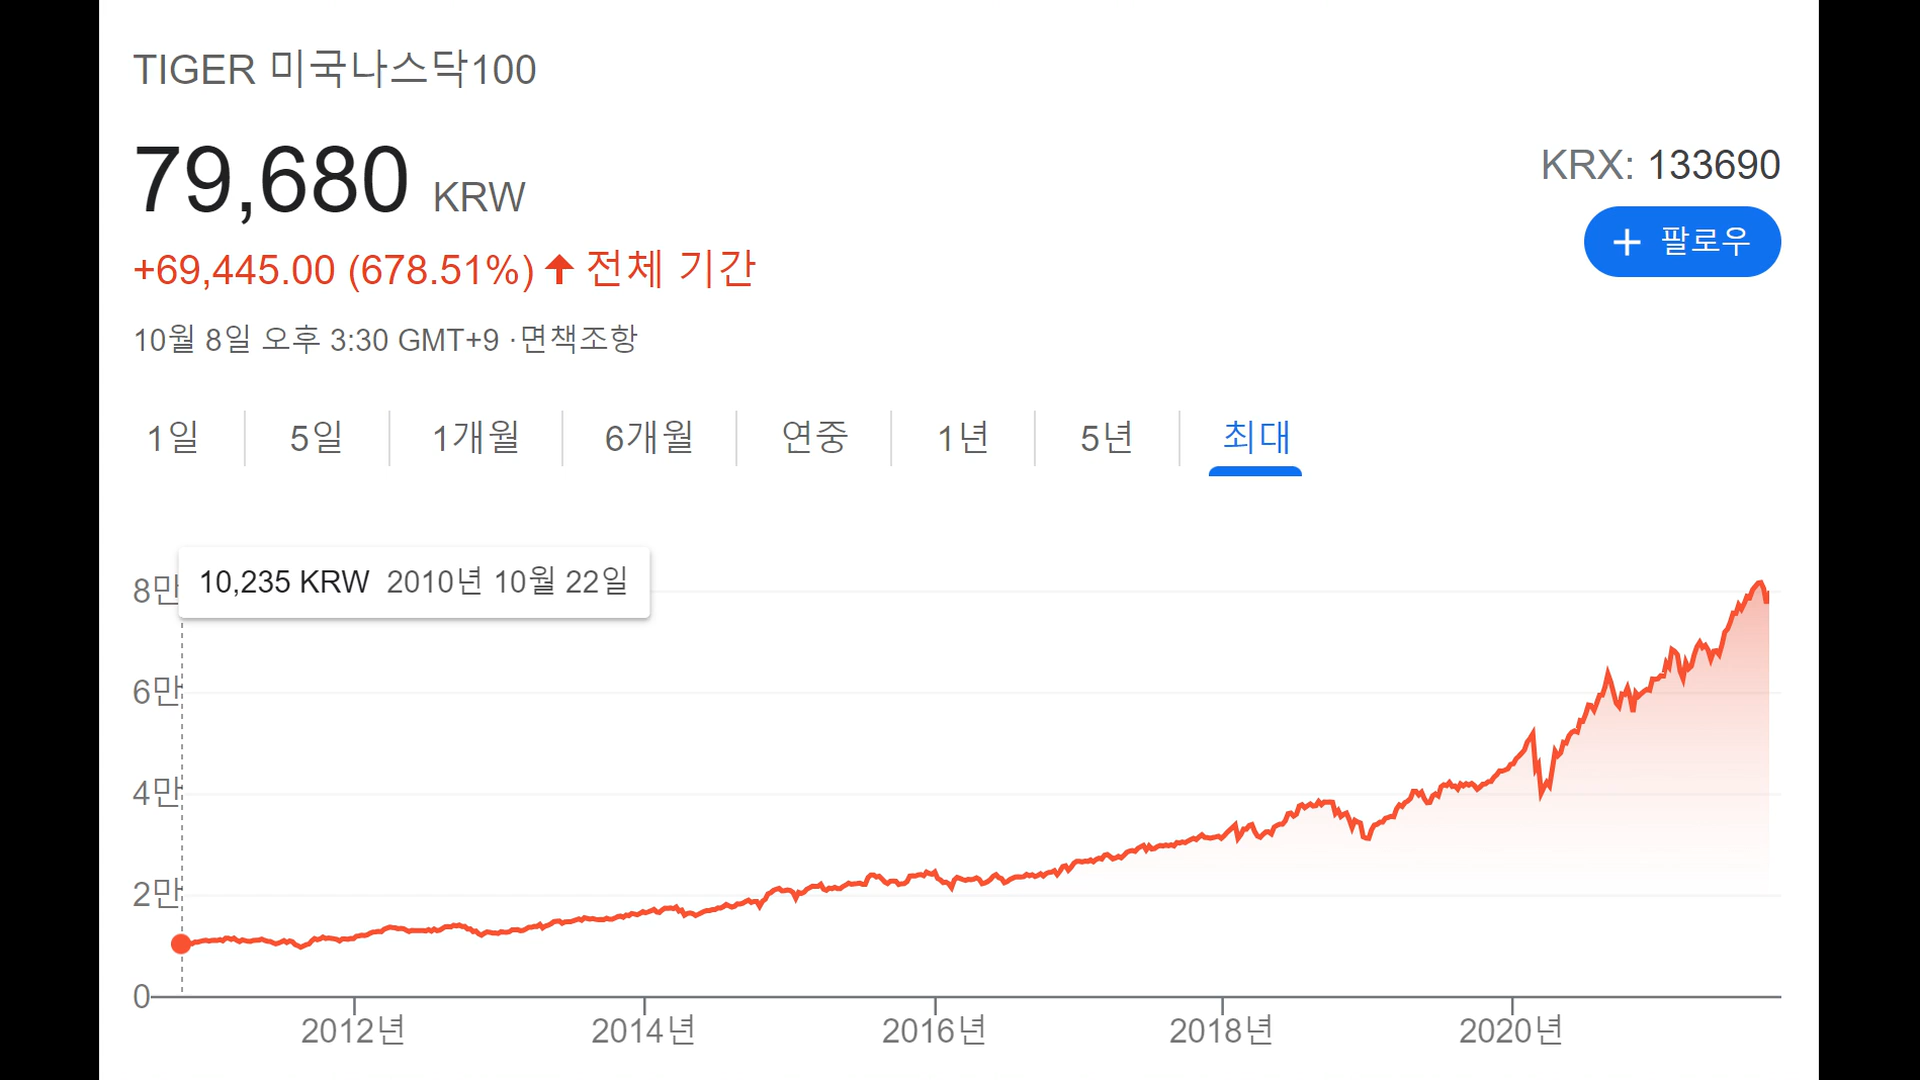 TIGER 미국나스닥100
79,680 KRW
KRX: 133690
+ 팔로우
+69,445.00 (678.51%) ↑ 전체 기간
10월 8일 오후 3:30 GMT+9 ·면책조항
1일 5일 1개월 6개월 연중 1년 5년 최대
10,235 KRW 2010년 10월 22일
8만
6만
4만
2만
0
2012년 2014년 2016년 2018년 2020년